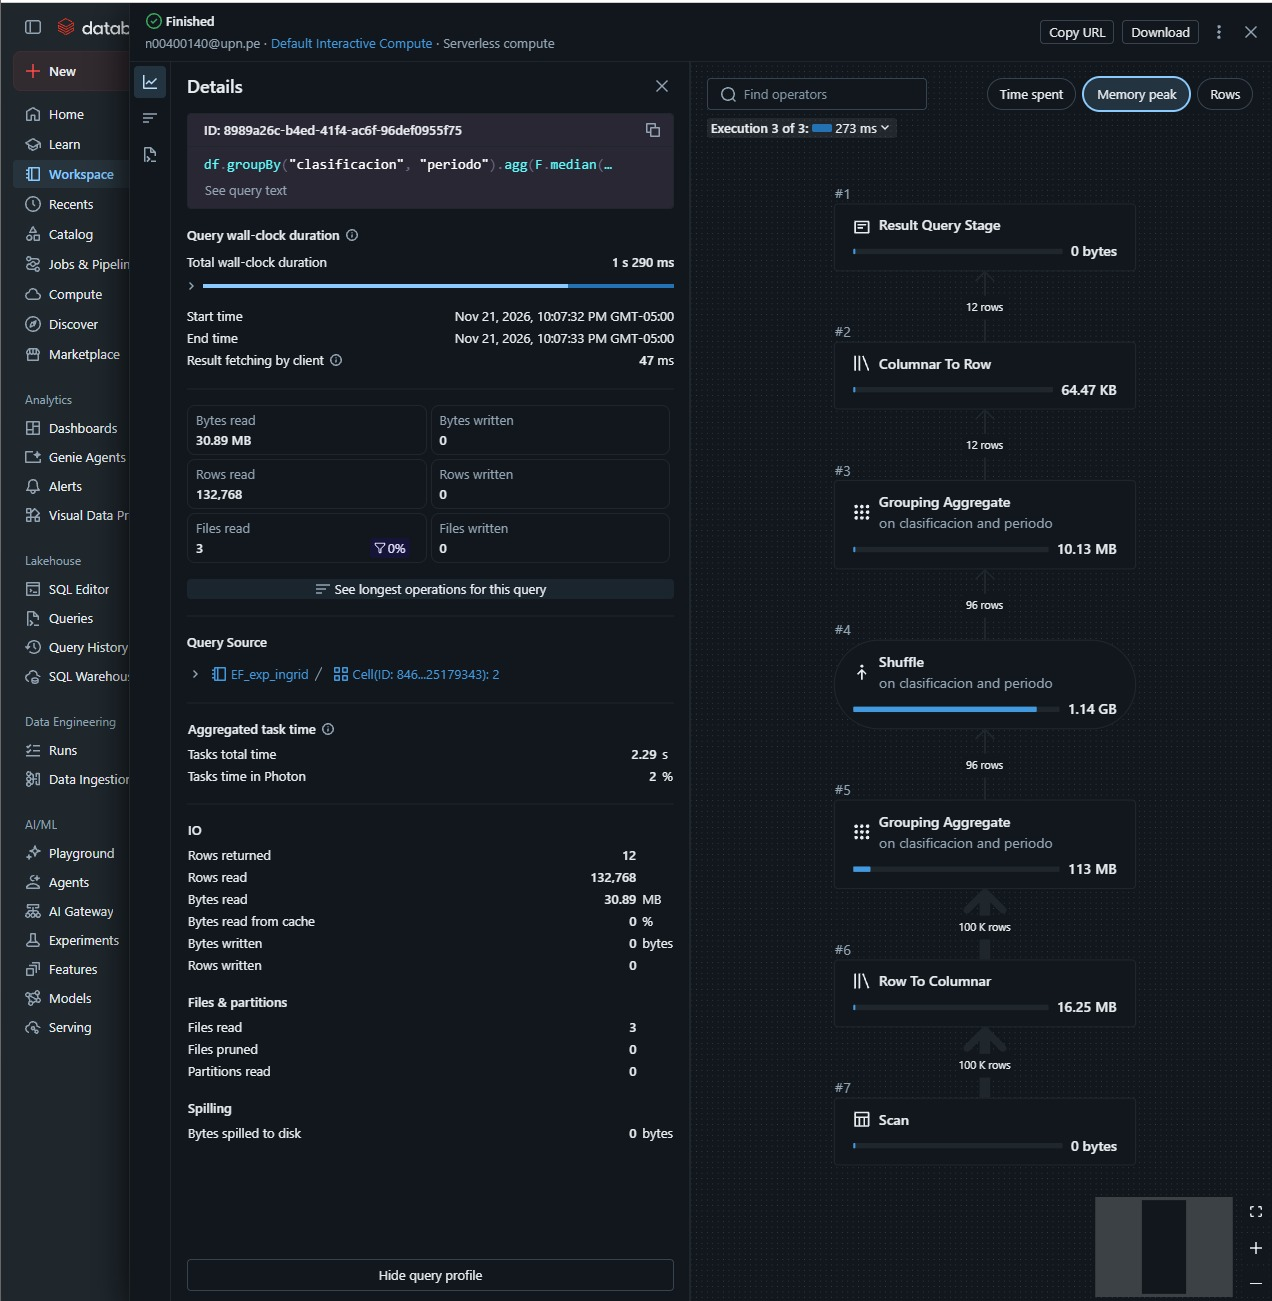 datab
New
Home
Learn
Workspace
Recents
Catalog
Jobs & Pipelin
Compute
Discover
Marketplace
Analytics
Dashboards
Genie Agents
Alerts
Visual Data Pr
Lakehouse
SQL Editor
Queries
Query History
SQL Warehou
Data Engineering
Runs
Data Ingestion
AI/ML
Playground
Agents
AI Gateway
Experiments
Features
Models
Serving
Finished
n00400140@upn.pe · Default Interactive Compute · Serverless compute
Copy URL
Download
Details
ID: 8989a26c-b4ed-41f4-ac6f-96def0955f75
df.groupBy("clasificacion", "periodo").agg(F.median(…
See query text
Query wall-clock duration
Total wall-clock duration 1 s 290 ms
Start time Nov 21, 2026, 10:07:32 PM GMT-05:00
End time Nov 21, 2026, 10:07:33 PM GMT-05:00
Result fetching by client 47 ms
Bytes read
30.89 MB
Bytes written
0
Rows read
132,768
Rows written
0
Files read
3 0%
Files written
0
See longest operations for this query
Query Source
EF_exp_ingrid / Cell(ID: 846...25179343): 2
Aggregated task time
Tasks total time 2.29 s
Tasks time in Photon 2 %
IO
Rows returned 12
Rows read 132,768
Bytes read 30.89 MB
Bytes read from cache 0 %
Bytes written 0 bytes
Rows written 0
Files & partitions
Files read 3
Files pruned 0
Partitions read 0
Spilling
Bytes spilled to disk 0 bytes
Hide query profile
Find operators
Time spent
Memory peak
Rows
Execution 3 of 3: 273 ms
#1
Result Query Stage
0 bytes
12 rows
#2
Columnar To Row
64.47 KB
12 rows
#3
Grouping Aggregate
on clasificacion and periodo
10.13 MB
96 rows
#4
Shuffle
on clasificacion and periodo
1.14 GB
96 rows
#5
Grouping Aggregate
on clasificacion and periodo
113 MB
100 K rows
#6
Row To Columnar
16.25 MB
100 K rows
#7
Scan
0 bytes